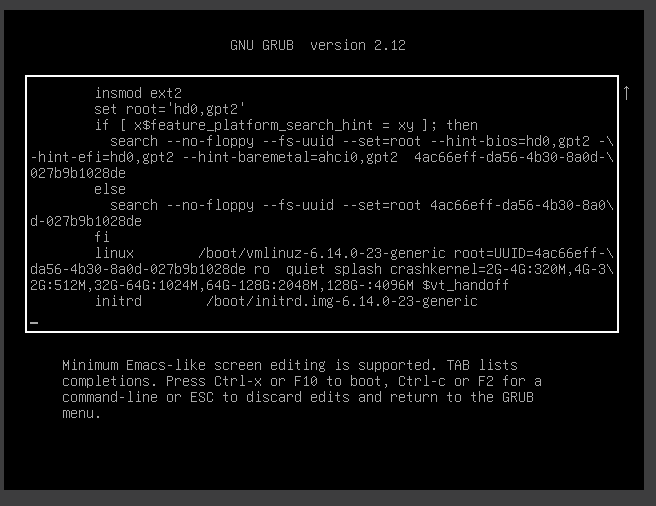 GNU GRUB  version 2.12
insmod ext2
set root='hd0,gpt2'
if [ x$feature_platform_search_hint = xy ]; then
search --no-floppy --fs-uuid --set=root --hint-bios=hd0,gpt2 -\
-hint-efi=hd0,gpt2 --hint-baremetal=ahci0,gpt2  4ac66eff-da56-4b30-8a0d-\
027b9b1028de
else
search --no-floppy --fs-uuid --set=root 4ac66eff-da56-4b30-8a0\
d-027b9b1028de
fi
linux        /boot/vmlinuz-6.14.0-23-generic root=UUID=4ac66eff-\
da56-4b30-8a0d-027b9b1028de ro  quiet splash crashkernel=2G-4G:320M,4G-3\
2G:512M,32G-64G:1024M,64G-128G:2048M,128G-:4096M $vt_handoff
initrd        /boot/initrd.img-6.14.0-23-generic
Minimum Emacs-like screen editing is supported. TAB lists
completions. Press Ctrl-x or F10 to boot, Ctrl-c or F2 for a
command-line or ESC to discard edits and return to the GRUB
menu.